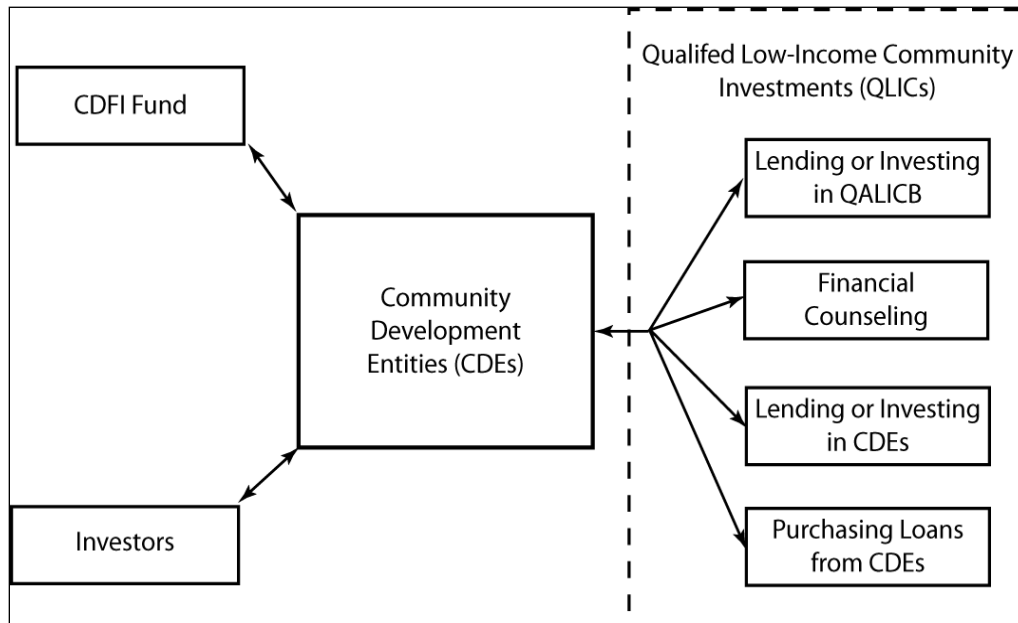 CDFI Fund
Investors
Community
Development
Entities (CDEs)
Qualifed Low-Income Community
Investments (QLICs)
Lending or Investing
in QALICB
Financial
Counseling
Lending or Investing
in CDEs
Purchasing Loans
from CDEs